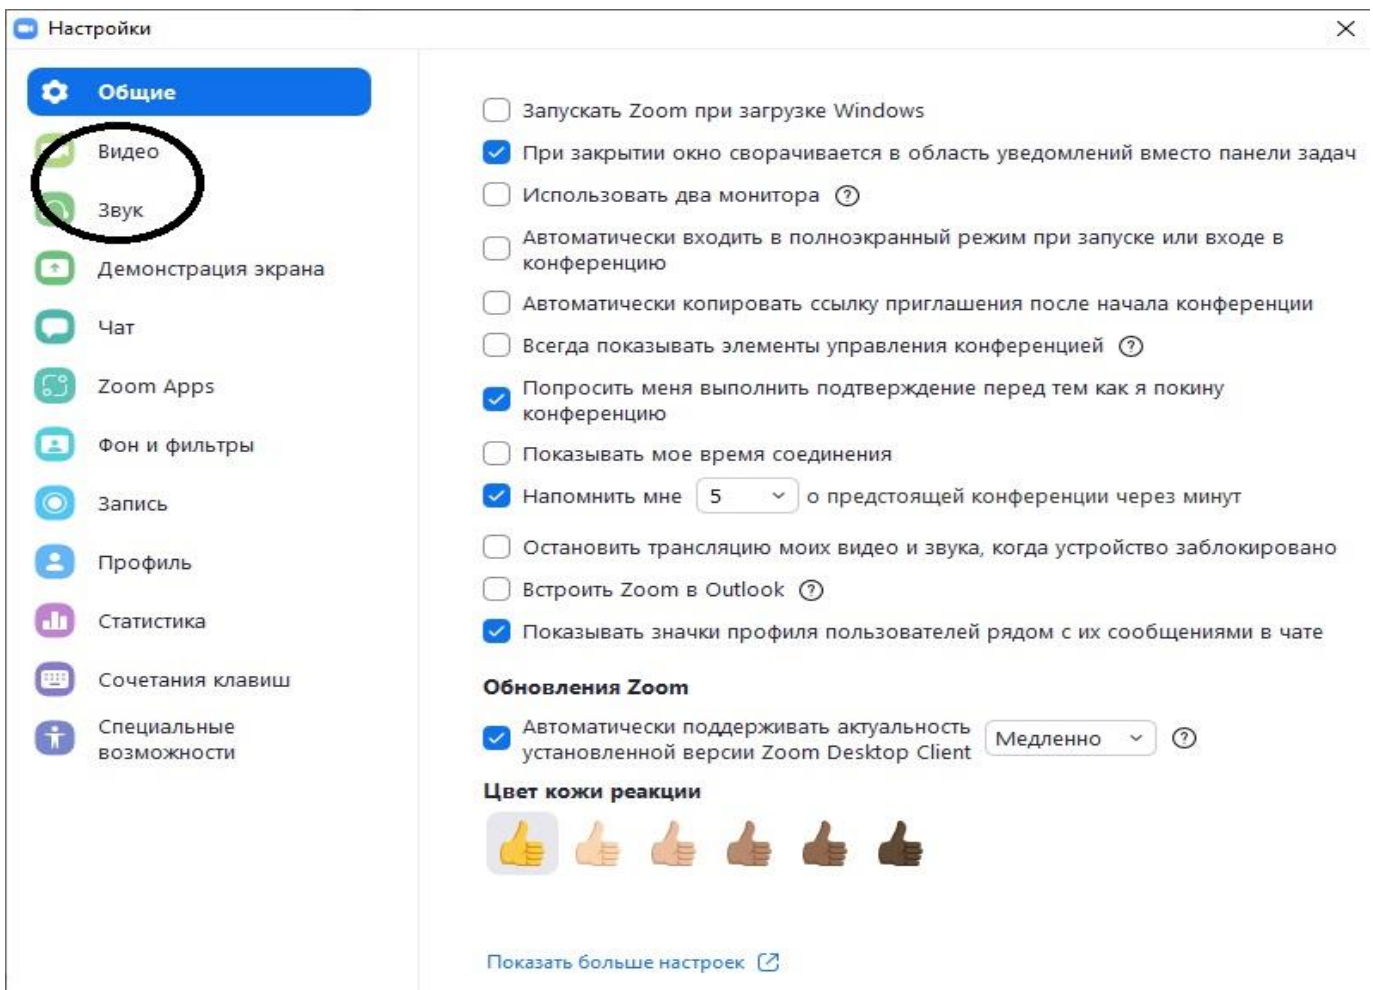 Настройки
Общие
Видео
Звук
Демонстрация экрана
Чат
Zoom Apps
Фон и фильтры
Запись
Профиль
Статистика
Сочетания клавиш
Специальные
возможности
Запускать Zoom при загрузке Windows
При закрытии окно сворачивается в область уведомлений вместо панели задач
Использовать два монитора ?
Автоматически входить в полноэкранный режим при запуске или входе в
конференцию
Автоматически копировать ссылку приглашения после начала конференции
Всегда показывать элементы управления конференцией ?
Попросить меня выполнить подтверждение перед тем как я покину
конференцию
Показывать мое время соединения
Напомнить мне 5 о предстоящей конференции через минут
Остановить трансляцию моих видео и звука, когда устройство заблокировано
Встроить Zoom в Outlook ?
Показывать значки профиля пользователей рядом с их сообщениями в чате
Обновления Zoom
Автоматически поддерживать актуальность
установленной версии Zoom Desktop Client Медленно ?
Цвет кожи реакции
Показать больше настроек